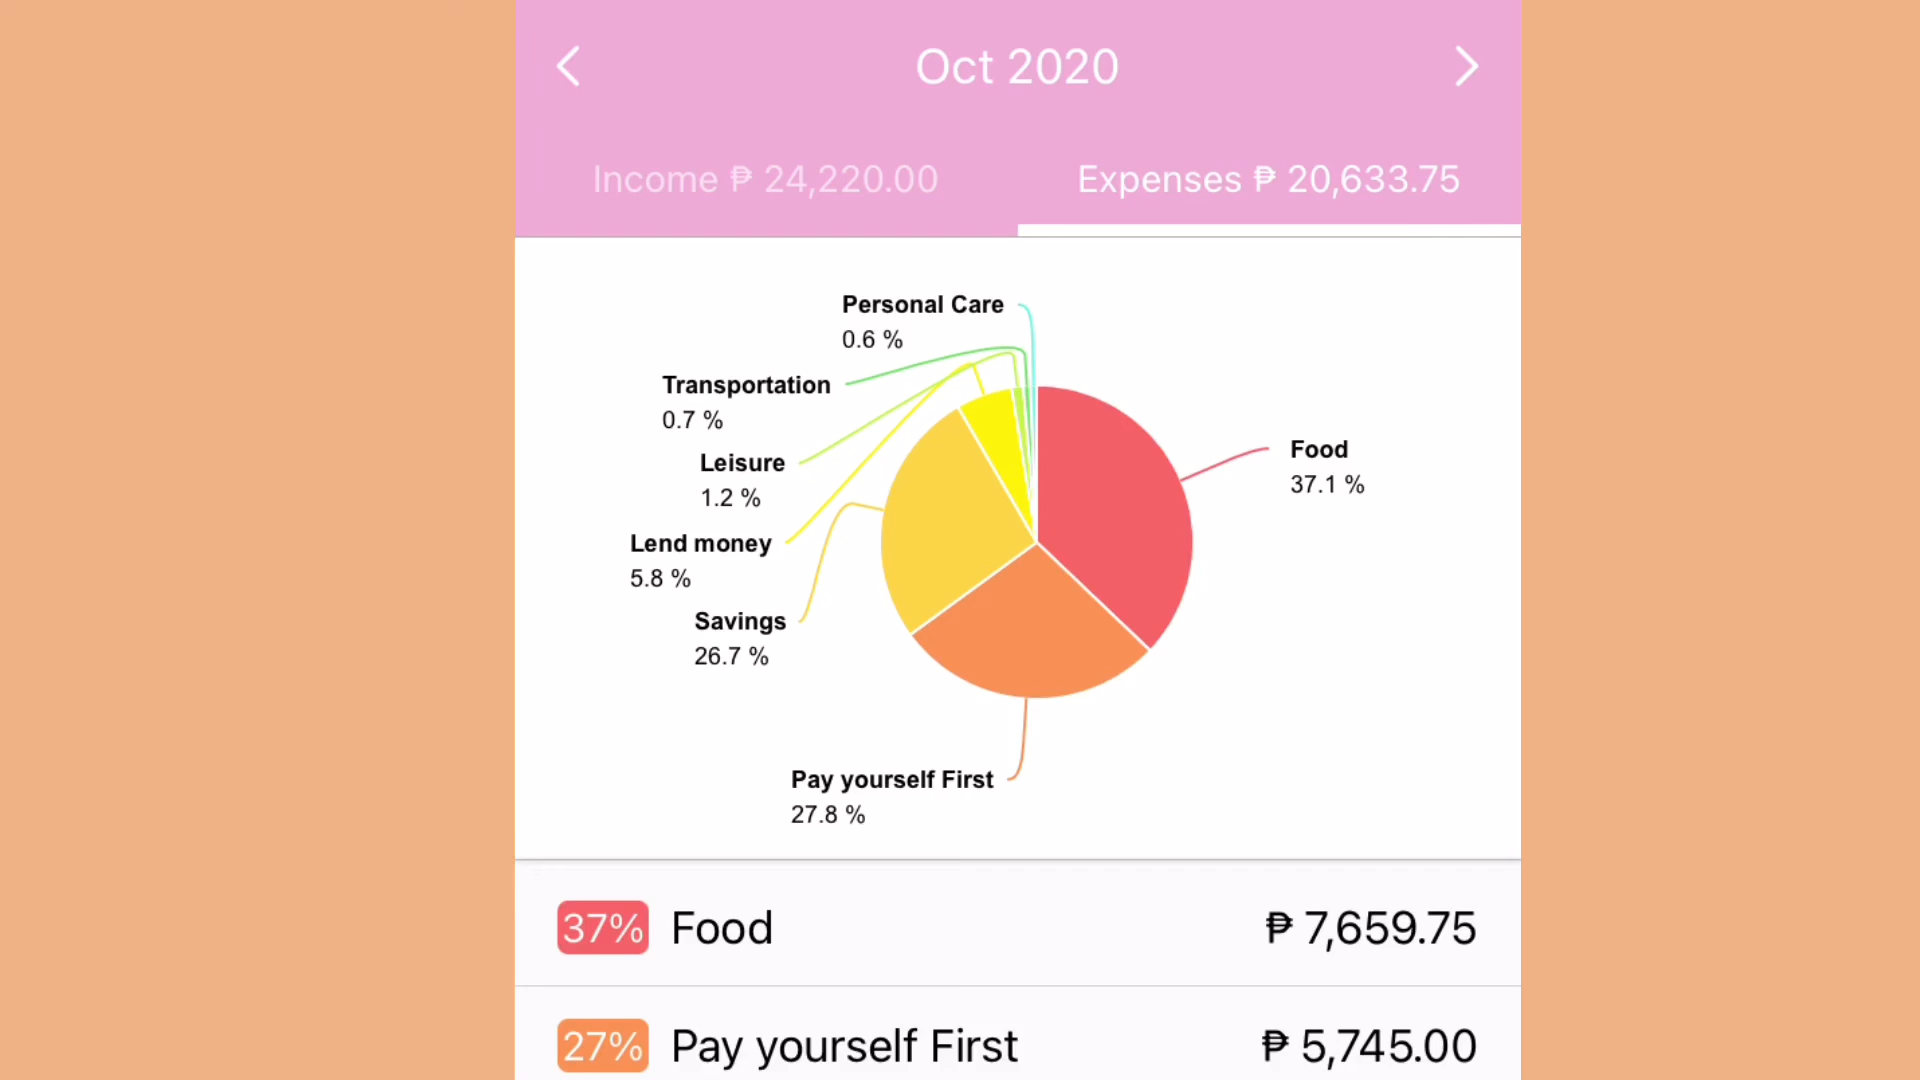 Oct 2020
Income ₱ 24,220.00
Expenses ₱ 20,633.75
Personal Care
0.6 %
Transportation
0.7 %
Leisure
1.2 %
Lend money
5.8 %
Savings
26.7 %
Food
37.1 %
Pay yourself First
27.8 %
37% Food ₱ 7,659.75
27% Pay yourself First ₱ 5,745.00